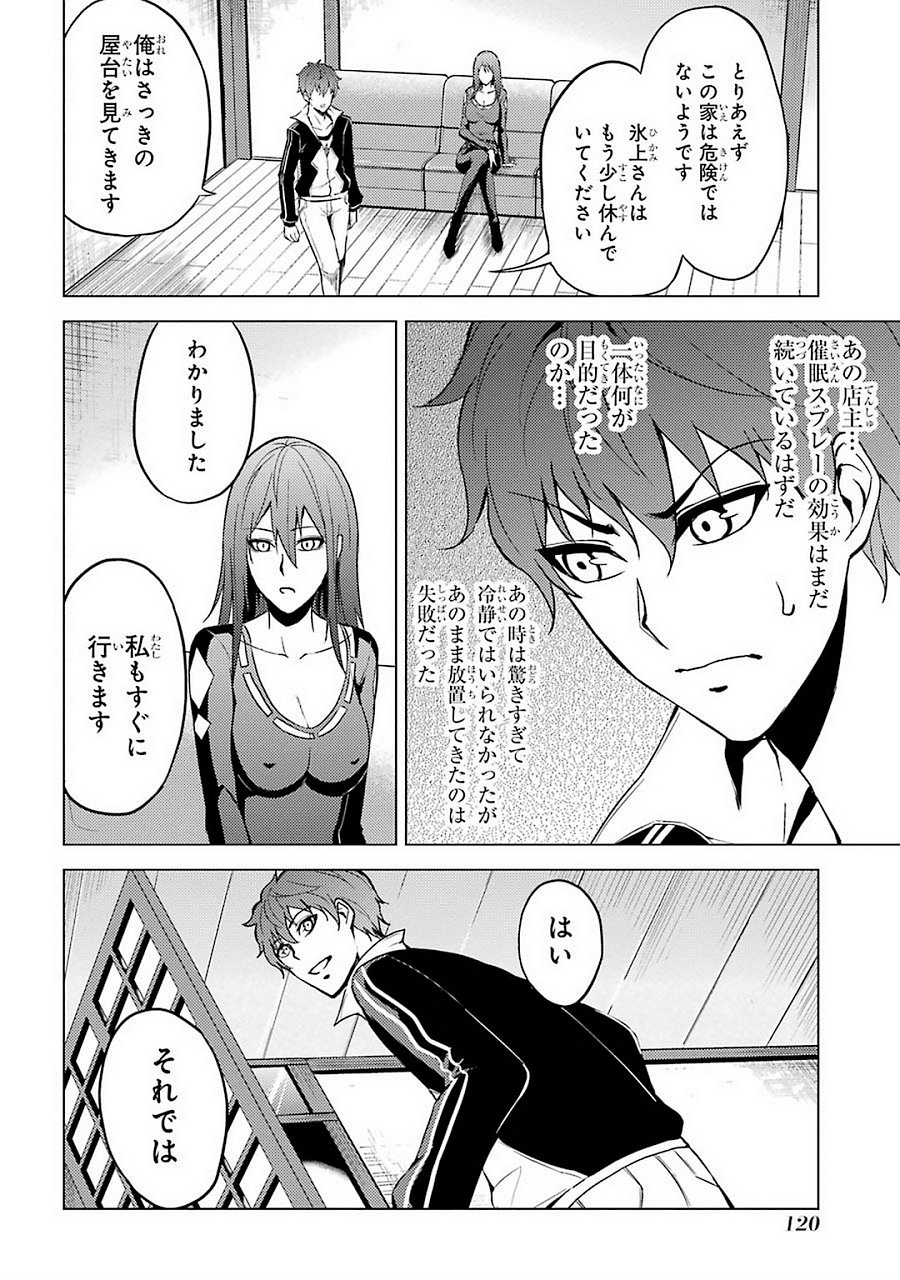 とりあえず
この家は危険では
ないようです
氷上さんは
もう少し休んで
いてください
俺はさっきの
屋台を見てきます
あの店主…
催眠スプレーの効果はまだ
続いているはずだ
一体何が
目的だった
のか…
あの時は驚きすぎて
冷静ではいられなかったが
あのまま放置してきたのは
失敗だった
わかりました
私もすぐに
行きます
はい
それでは
120